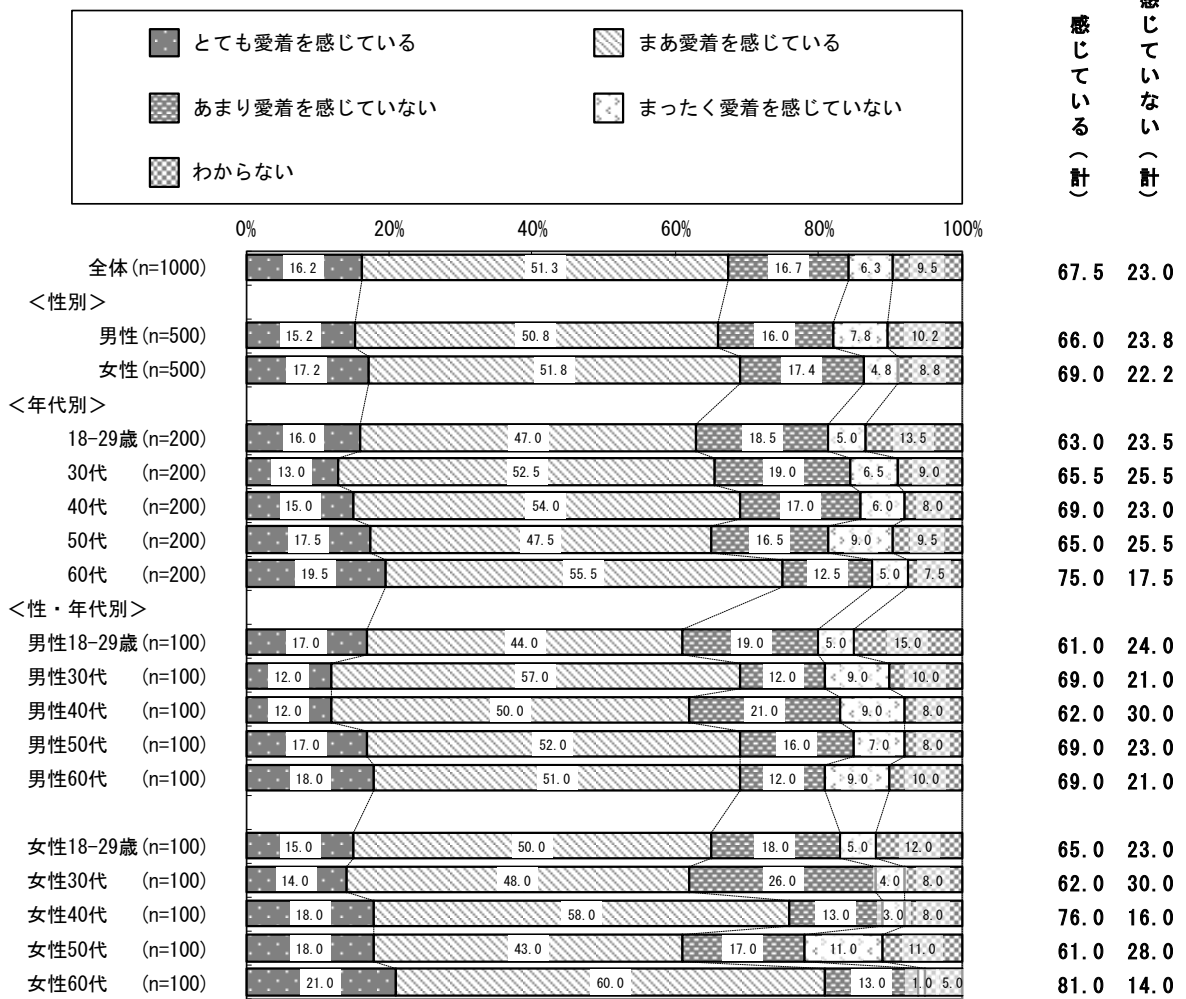 とても愛着を感じている まあ愛着を感じている
あまり愛着を感じていない まったく愛着を感じていない
わからない
感じている（計）
感じていない（計）
0% 20% 40% 60% 80% 100%
全体(n=1000) 16.2 51.3 16.7 6.3 9.5 67.5 23.0
＜性別＞
男性(n=500) 15.2 50.8 16.0 7.8 10.2 66.0 23.8
女性(n=500) 17.2 51.8 17.4 4.8 8.8 69.0 22.2
＜年代別＞
18-29歳(n=200) 16.0 47.0 18.5 5.0 13.5 63.0 23.5
30代 (n=200) 13.0 52.5 19.0 6.5 9.0 65.5 25.5
40代 (n=200) 15.0 54.0 17.0 6.0 8.0 69.0 23.0
50代 (n=200) 17.5 47.5 16.5 9.0 9.5 65.0 25.5
60代 (n=200) 19.5 55.5 12.5 5.0 7.5 75.0 17.5
＜性・年代別＞
男性18-29歳(n=100) 17.0 44.0 19.0 5.0 15.0 61.0 24.0
男性30代 (n=100) 12.0 57.0 12.0 9.0 10.0 69.0 21.0
男性40代 (n=100) 12.0 50.0 21.0 9.0 8.0 62.0 30.0
男性50代 (n=100) 17.0 52.0 16.0 7.0 8.0 69.0 23.0
男性60代 (n=100) 18.0 51.0 12.0 9.0 10.0 69.0 21.0
女性18-29歳(n=100) 15.0 50.0 18.0 5.0 12.0 65.0 23.0
女性30代 (n=100) 14.0 48.0 26.0 4.0 8.0 62.0 30.0
女性40代 (n=100) 18.0 58.0 13.0 3.0 8.0 76.0 16.0
女性50代 (n=100) 18.0 43.0 17.0 11.0 11.0 61.0 28.0
女性60代 (n=100) 21.0 60.0 13.0 1.0 5.0 81.0 14.0